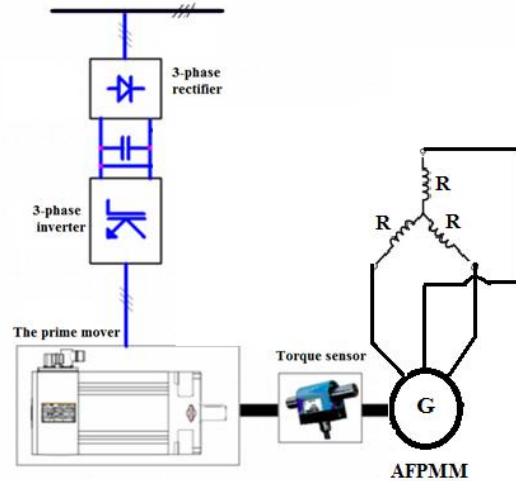 3-phase
rectifier
3-phase
inverter
R
R
R
The prime mover
Torque sensor
G
AFPMM